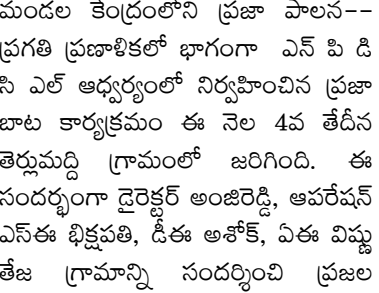 మండల కేంద్రంలోని ప్రజా పాలన--
ప్రగతి ప్రణాళికలో భాగంగా ఎన్ పి డి
సి ఎల్ ఆధ్వర్యంలో నిర్వహించిన ప్రజా
బాట కార్యక్రమం ఈ నెల 4వ తేదీన
తెర్లుమద్ది గ్రామంలో జరిగింది. ఈ
సందర్భంగా డైరెక్టర్ అంజిరెడ్డి, ఆపరేషన్
ఎస్ఈ భిక్షపతి, డీఈ అశోక్, ఏఈ విష్ణు
తేజ గ్రామాన్ని సందర్శించి ప్రజల